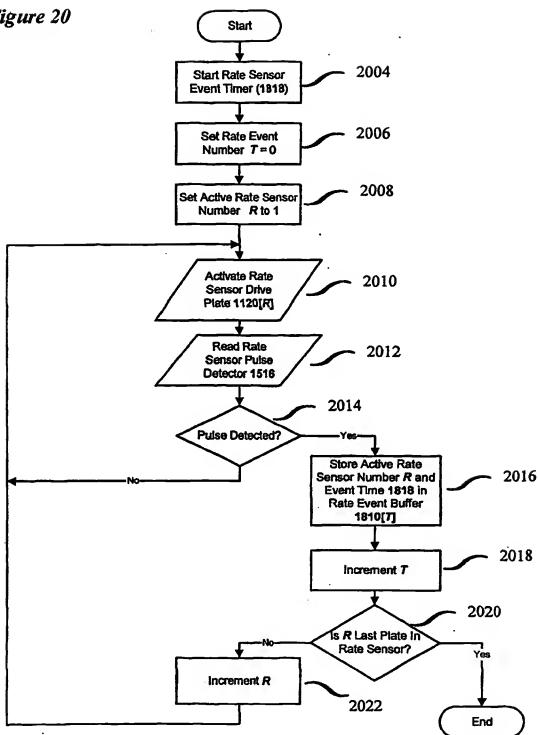 igure 20
Start
Start Rate Sensor
Event Timer (1818)
2004
Set Rate Event
Number T = 0
2006
Set Active Rate Sensor
Number R to 1
2008
Activate Rate
Sensor Drive
Plate 1120[R]
2010
Read Rate
Sensor Pulse
Detector 1516
2012
2014
Pulse Detected?
Yes
No
Store Active Rate
Sensor Number R and
Event Time 1818 in
Rate Event Buffer
1810[T]
2016
Increment T
2018
2020
Is R Last Plate In
Rate Sensor?
No
Yes
Increment R
2022
End